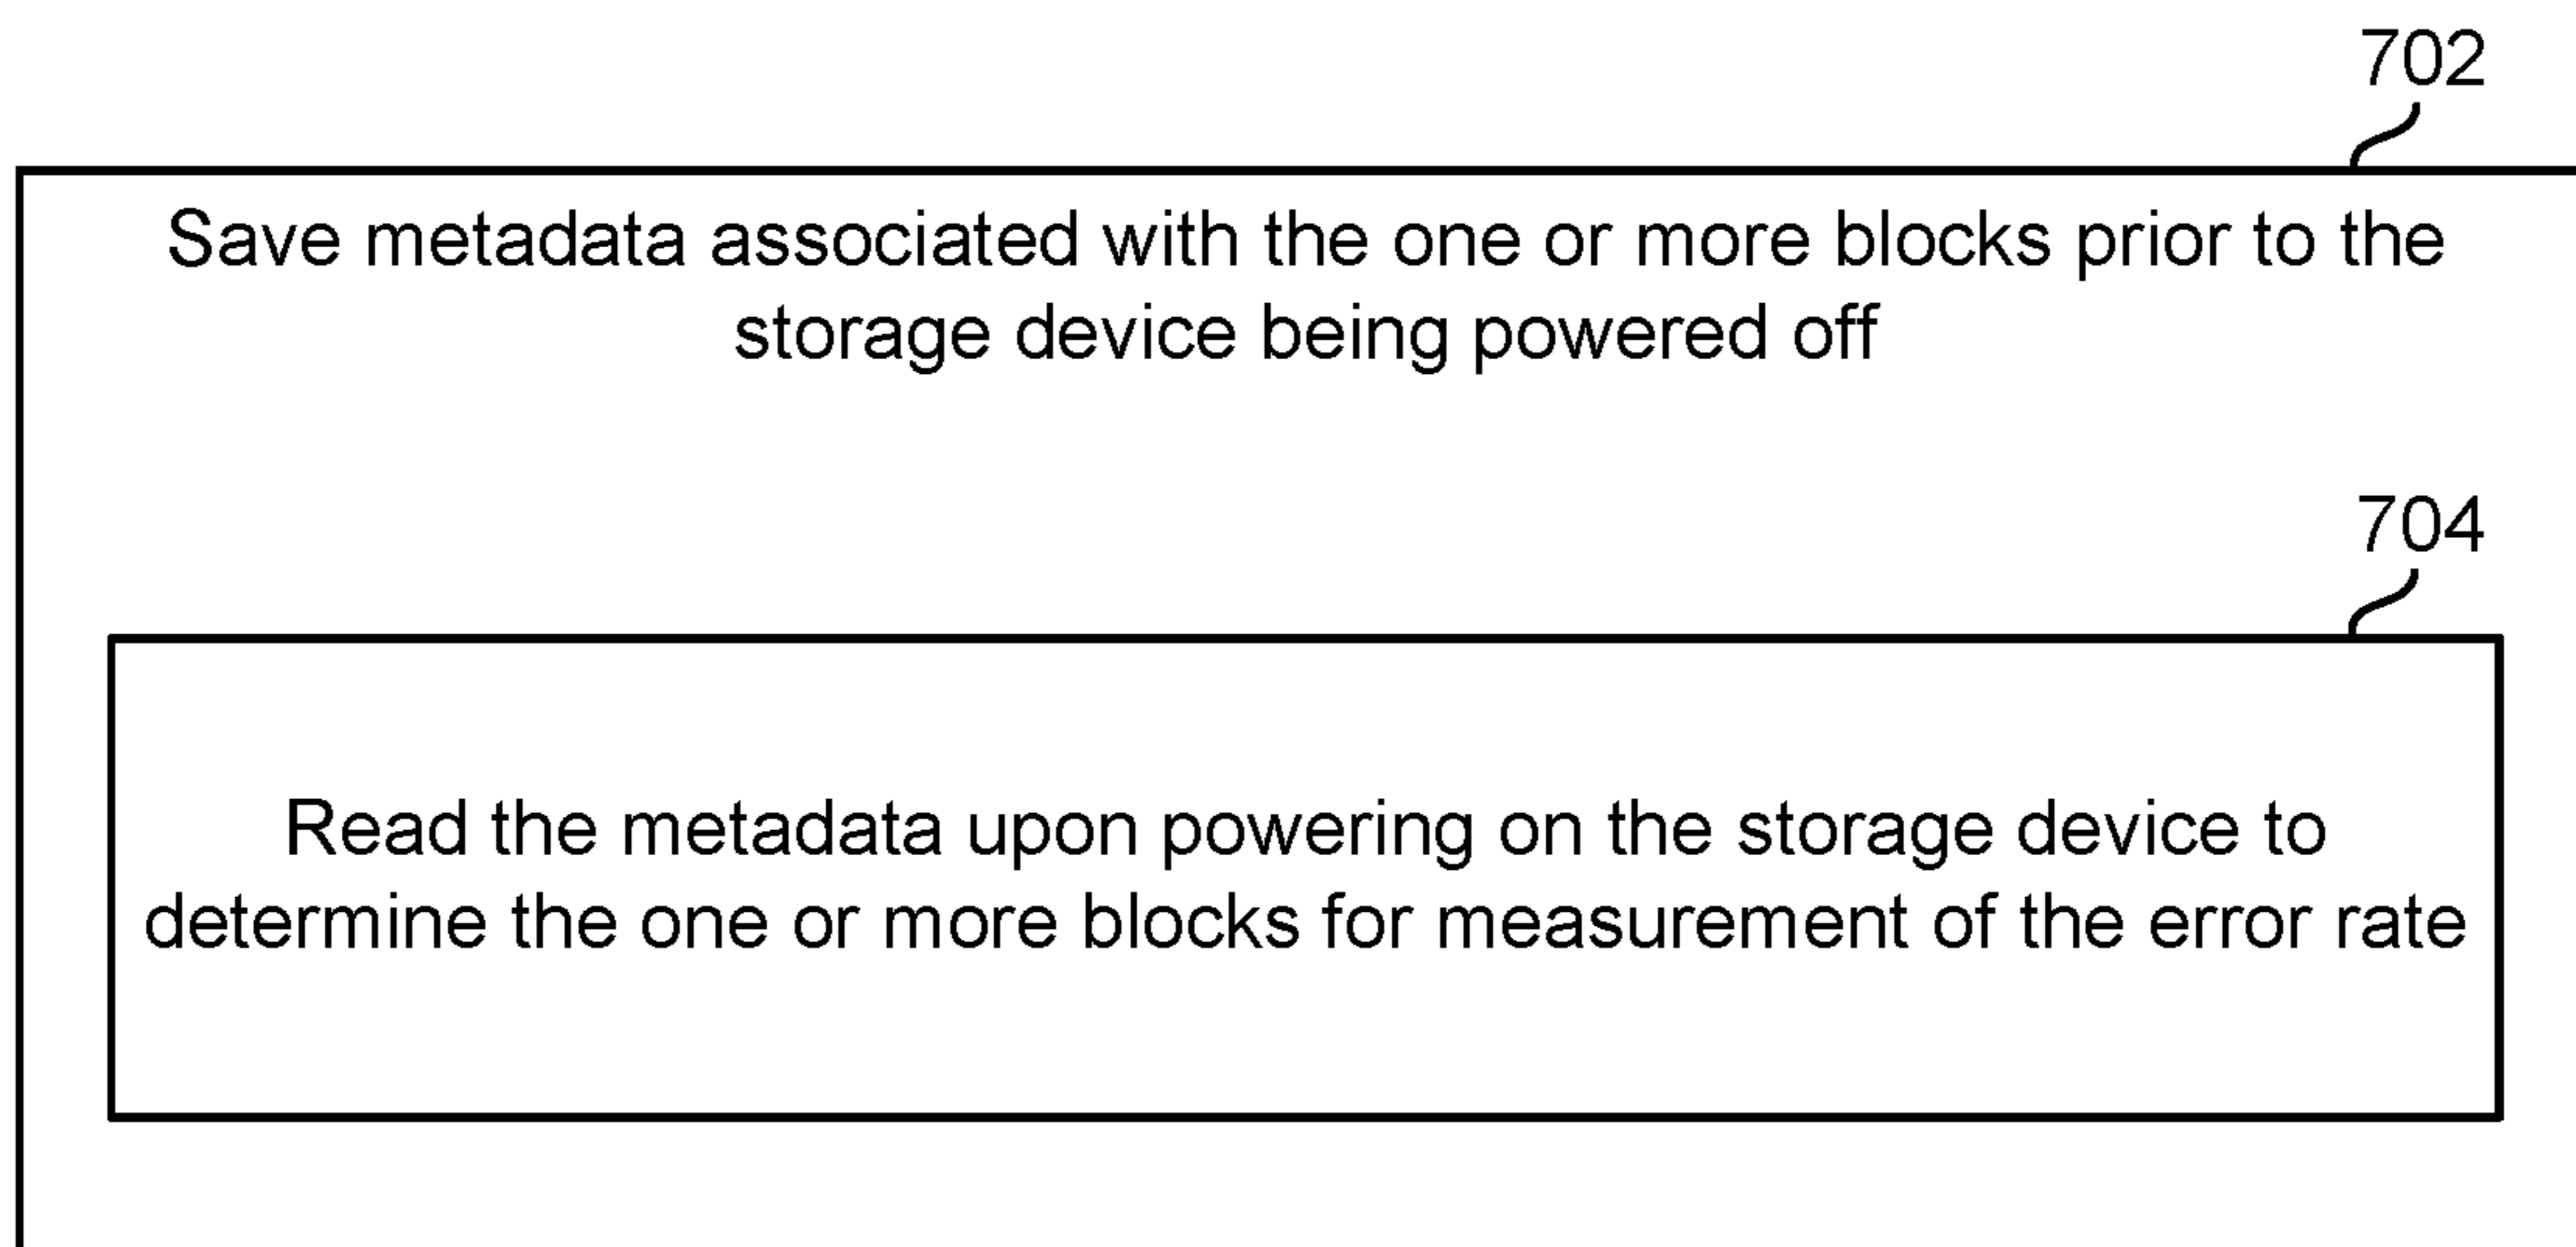 702
Save metadata associated with the one or more blocks prior to the
storage device being powered off
704
Read the metadata upon powering on the storage device to
determine the one or more blocks for measurement of the error rate